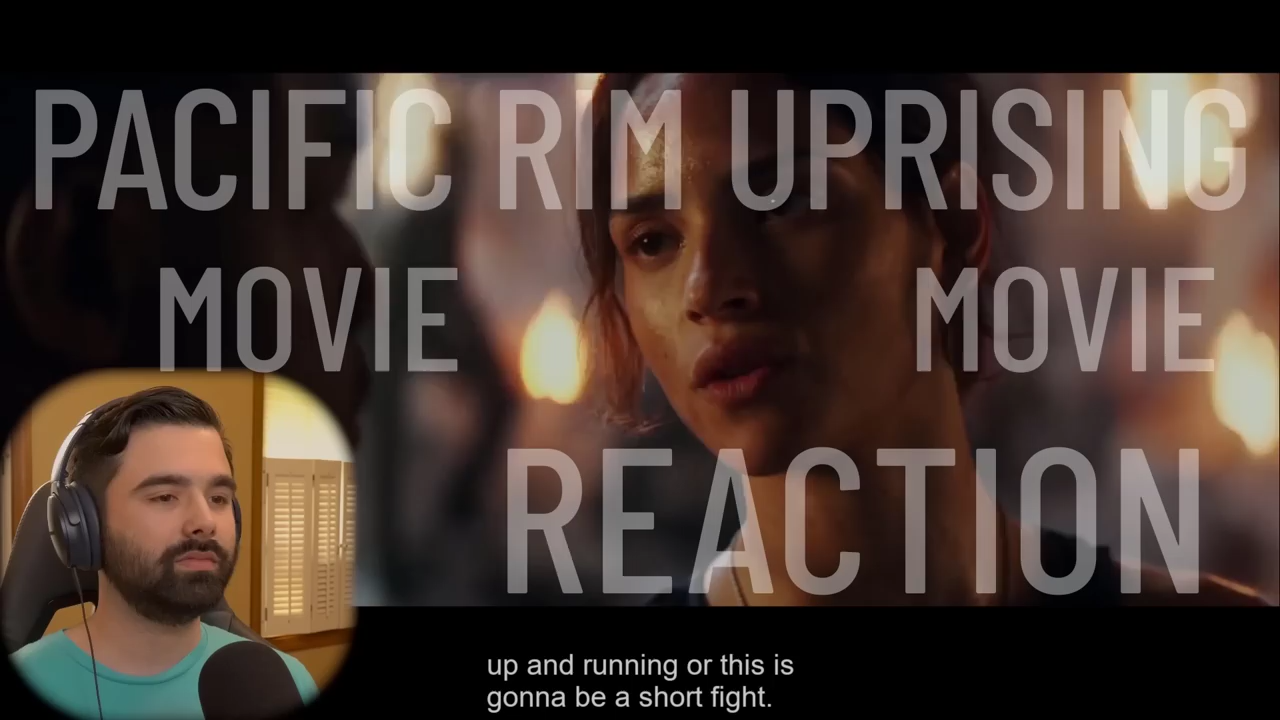 PACIFIC RIM UPRISING
MOVIE MOVIE
REACTION
up and running or this is
gonna be a short fight.